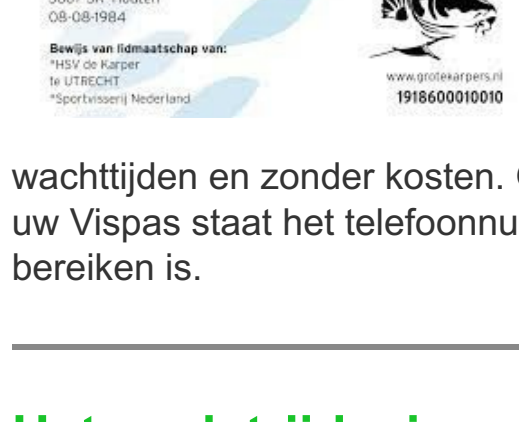 08-08-1984
Bewijs van lidmaatschap van:
*HSV de Karper
te UTRECHT
*Sportvisserij Nederland
www.grotekarpers.nl
1918600010010
wachttijden en zonder kosten.
uw Vispas staat het
bereiken is.